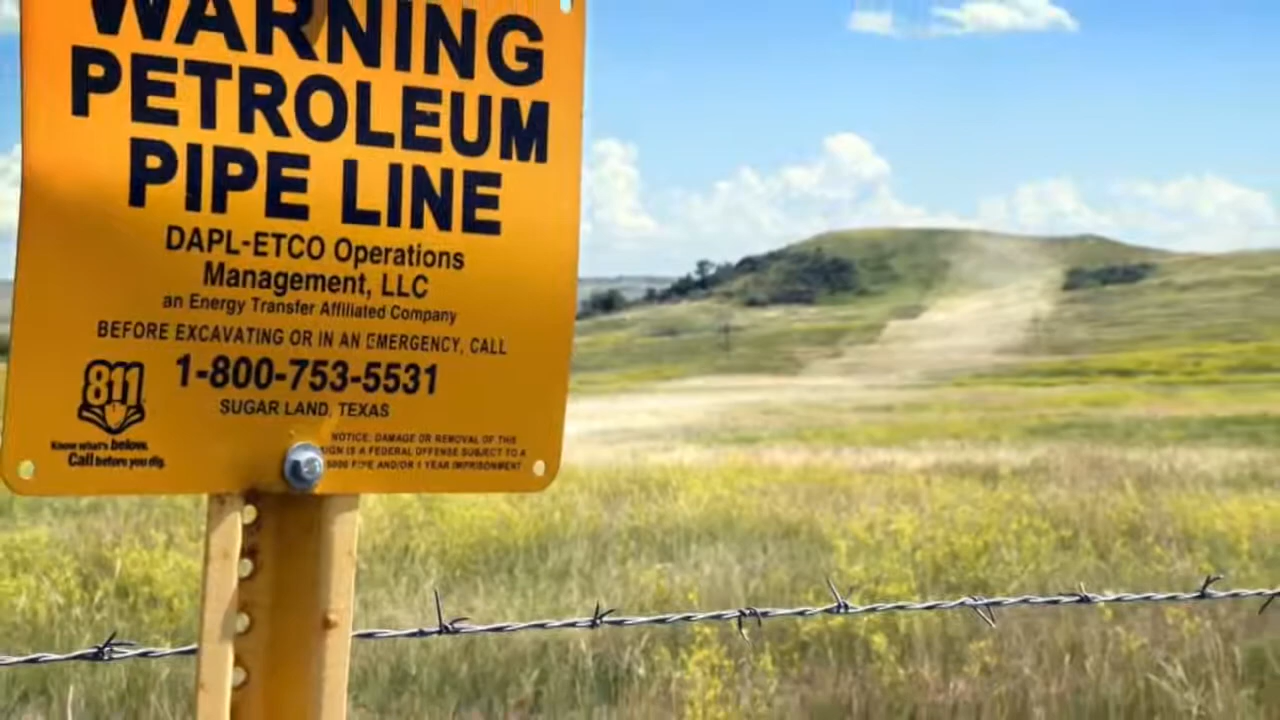 WARNING
PETROLEUM
PIPE LINE
DAPL-ETCO Operations
Management, LLC
an Energy Transfer Affiliated Company
BEFORE EXCAVATING OR IN AN EMERGENCY, CALL
1-800-753-5531
SUGAR LAND, TEXAS
811
Know what's below.
Call before you dig.
NOTICE: DAMAGE OR REMOVAL OF THIS
SIGN IS A FEDERAL OFFENSE SUBJECT TO A
AND/OR 1 YEAR IMPRISONMENT